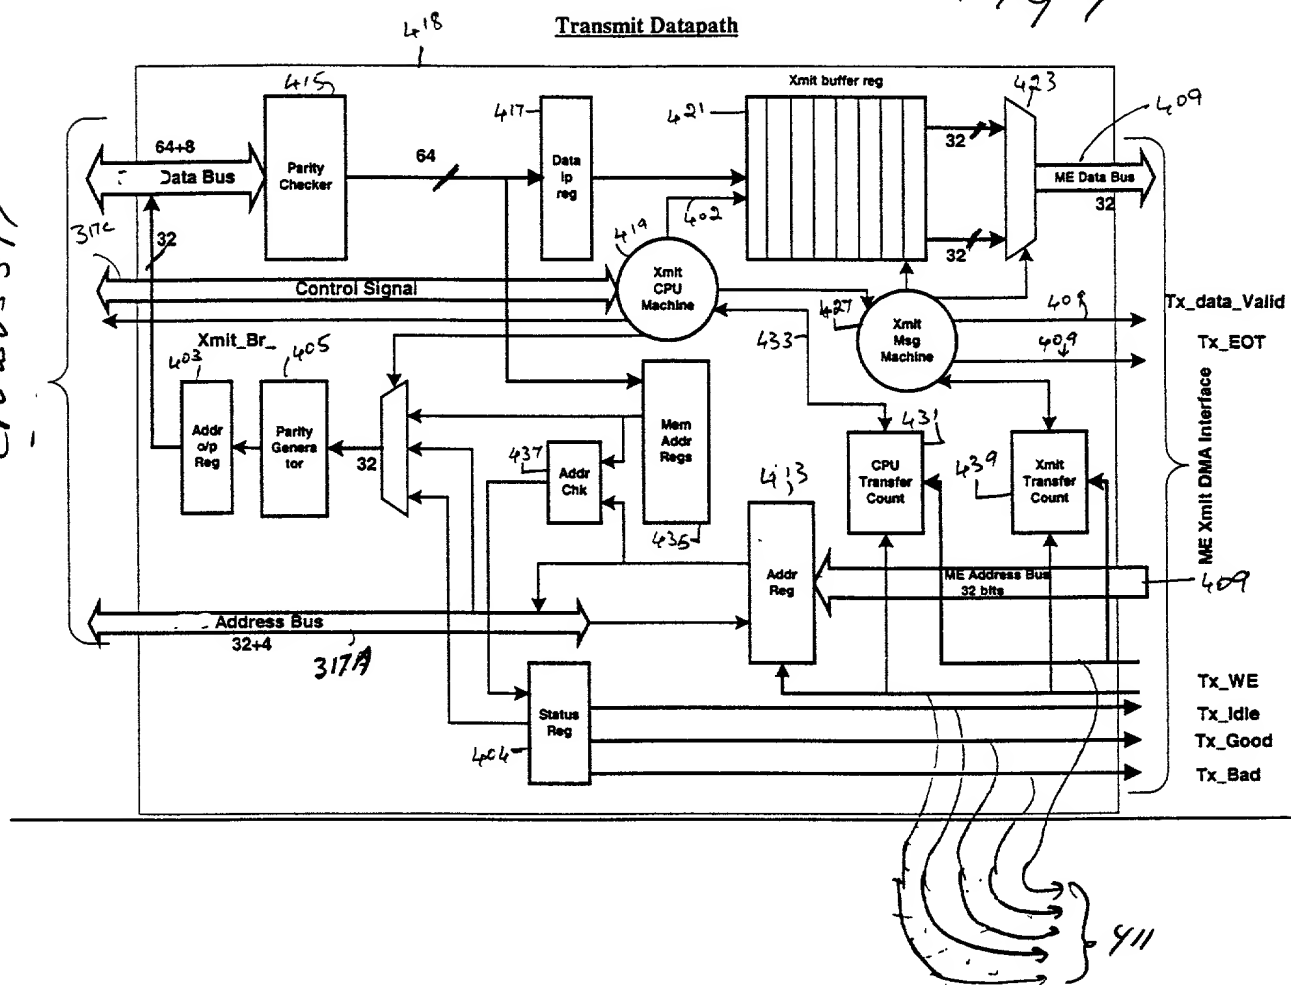 Transmit Datapath
418
415
Xmit buffer reg
423
417
421
409
64+8
Data Bus
Parity
Checker
64
Data
Ip
reg
32
ME Data Bus
32
402
317c
32
419
32
Control Signal
Xmit
CPU
Machine
Xmit
Msg
Machine
427
409
Tx_data_Valid
409
Tx_EOT
433
Xmit_Br_
403
405
Addr
o/p
Reg
Parity
Genera
tor
32
437
Addr
Chk
Mem
Addr
Regs
435
413
431
CPU
Transfer
Count
439
Xmit
Transfer
Count
ME Xmit DMA Interface
Addr
Reg
ME Address Bus
32 bits
409
Address Bus
32+4
317A
Status
Reg
404
Tx_WE
Tx_Idle
Tx_Good
Tx_Bad
411